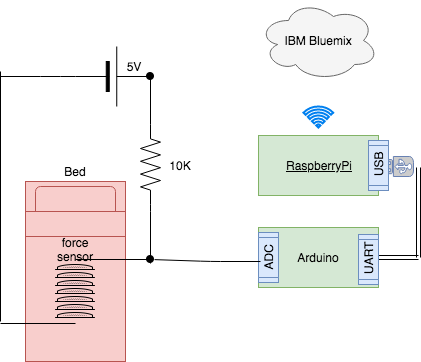 IBM Bluemix
5V
10K
RaspberryPi
USB
Bed
force
sensor
ADC
Arduino
UART